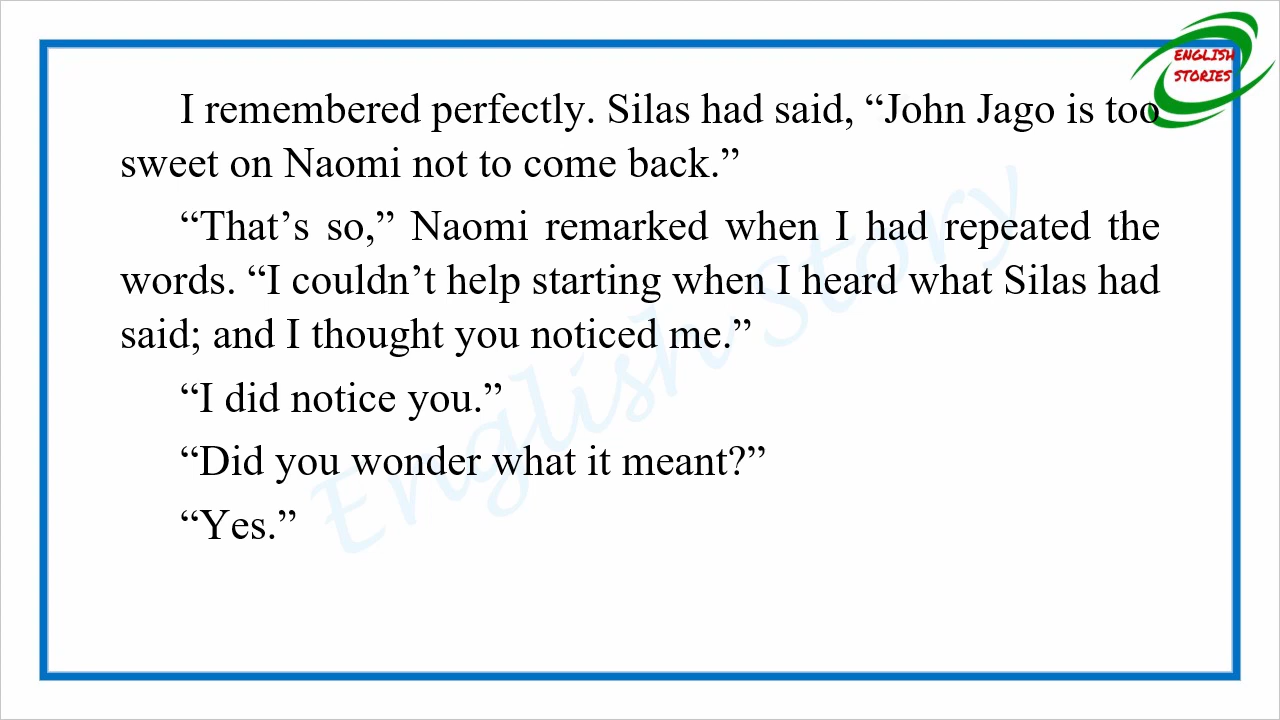 ENGLISH
STORIES
I remembered perfectly. Silas had said, “John Jago is too
sweet on Naomi not to come back.”
“That’s so,” Naomi remarked when I had repeated the
words. “I couldn’t help starting when I heard what Silas had
said; and I thought you noticed me.”
“I did notice you.”
“Did you wonder what it meant?”
“Yes.”
English Story